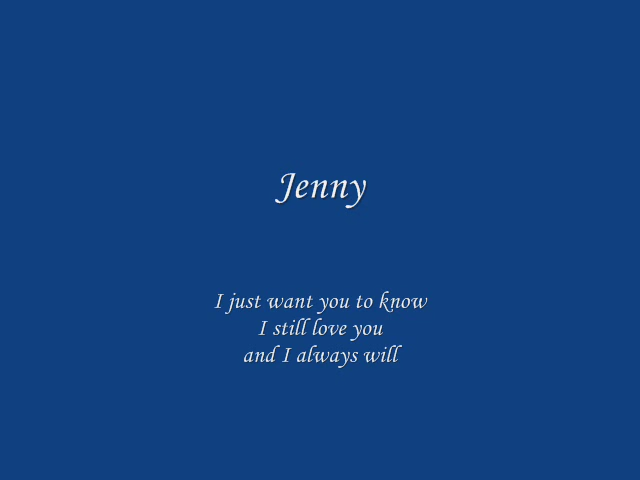 Jenny
I just want you to know
I still love you
and I always will